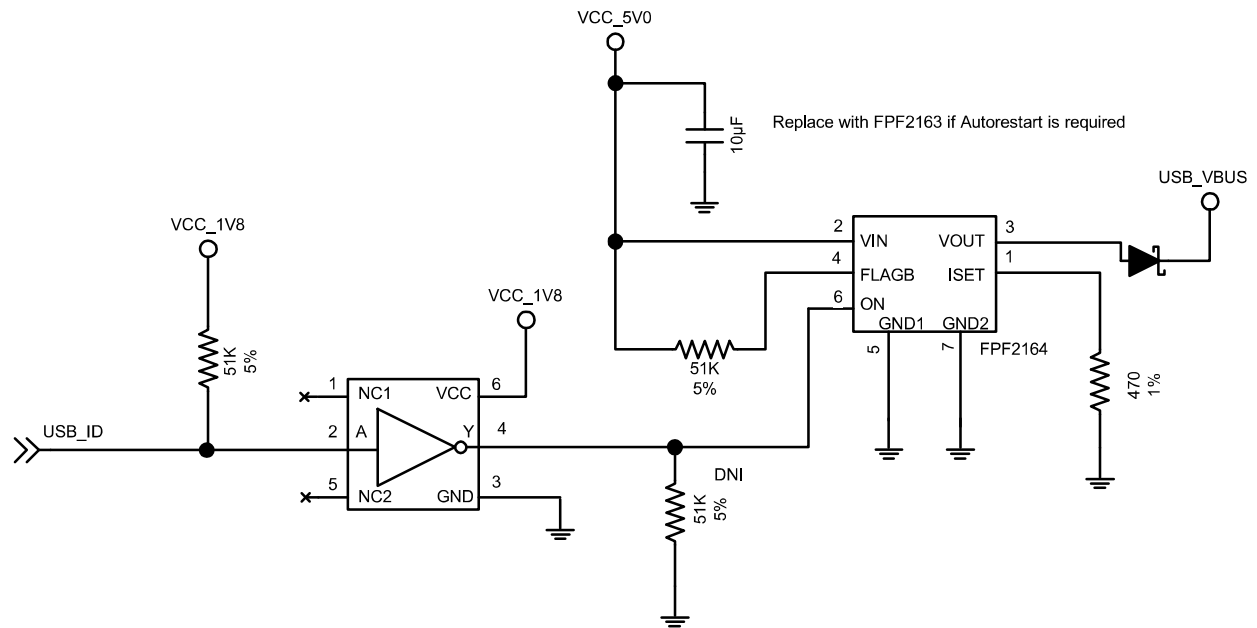 VCC_5V0
10µF
Replace with FPF2163 if Autorestart is required
USB_VBUS
VCC_1V8
2 VIN VOUT 3
4 FLAGB ISET 1
6 ON
GND1 GND2
5 7 FPF2164
VCC_1V8
51K
5%
51K
5%
470
1%
1 NC1 VCC 6
USB_ID
2 A Y 4
5 NC2 GND 3
DNI
51K
5%